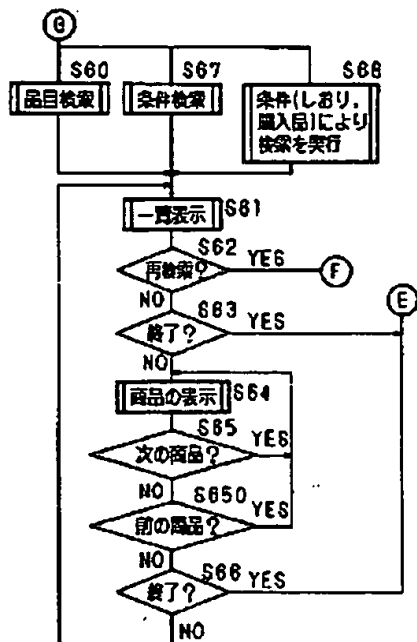 G
S60
品目検索
S67
条件検索
S68
条件(しおり,
購入品)により
検索を実行
一覧表示
S61
S62
再検索?
YES
F
NO
S63
E
終了?
YES
NO
商品の表示
S64
S65
次の商品?
YES
NO
S650
前の商品?
YES
NO
S66
終了?
YES
NO